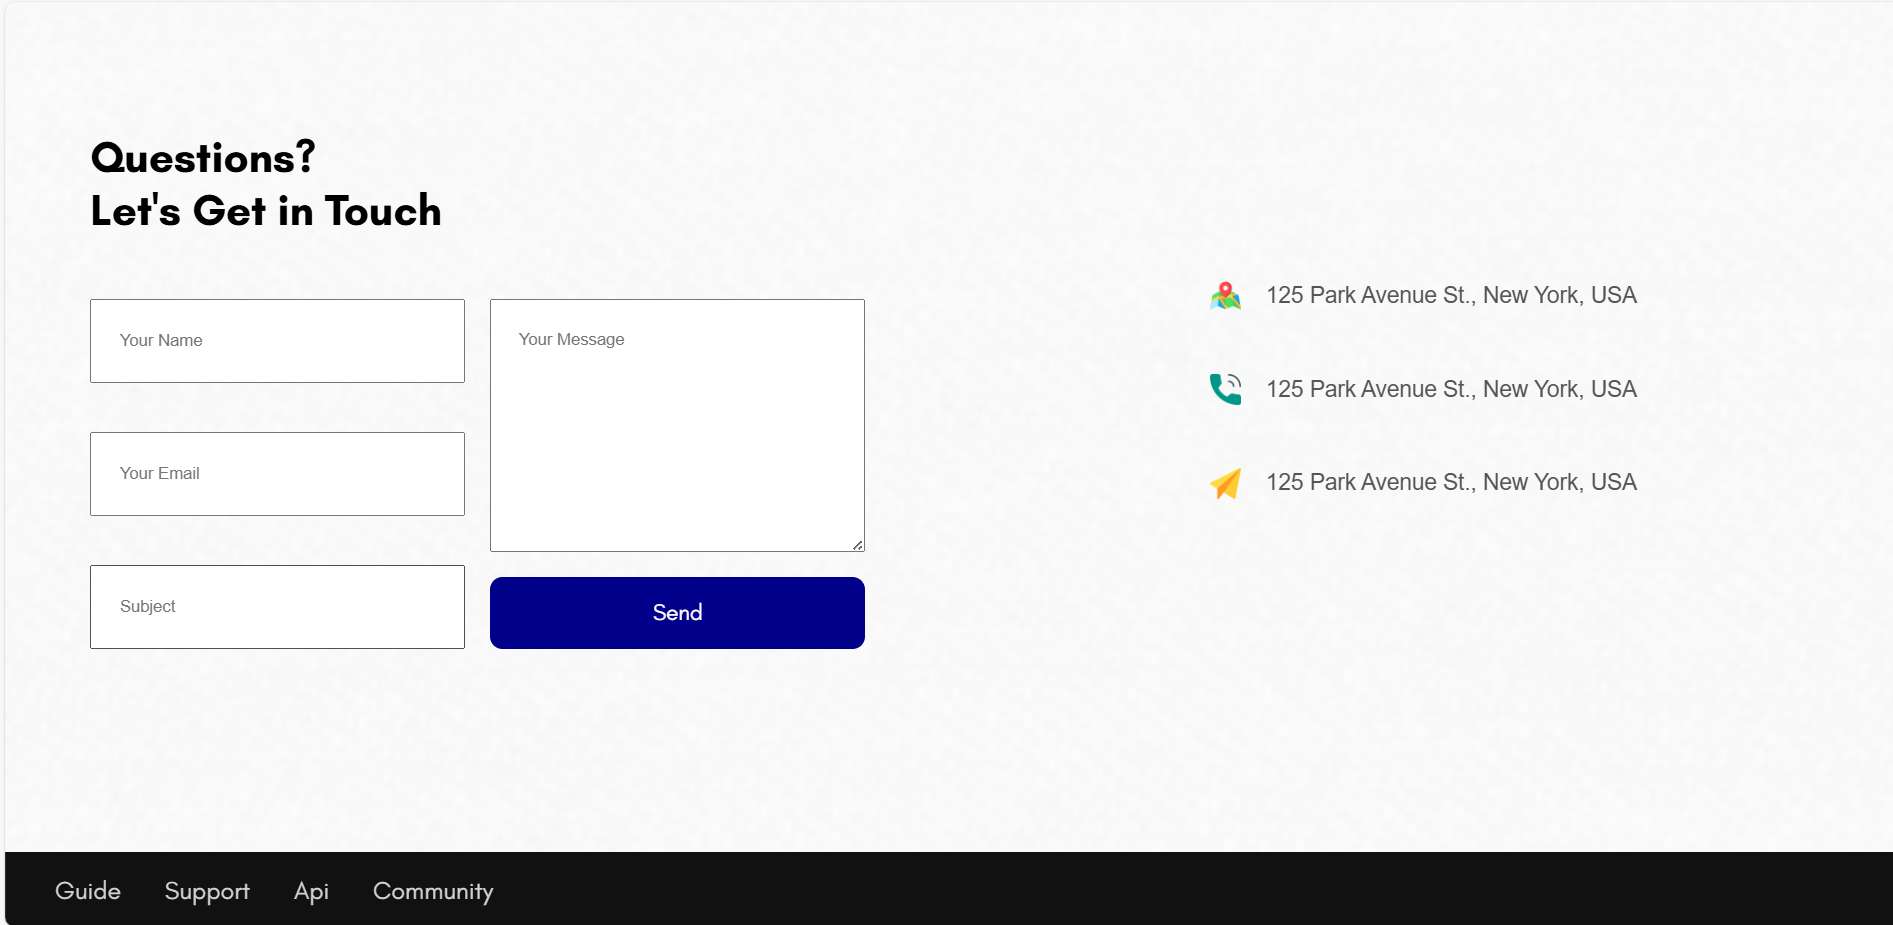 Questions?
Let's Get in Touch
Your Name
Your Email
Subject
Your Message
Send
125 Park Avenue St., New York, USA
125 Park Avenue St., New York, USA
125 Park Avenue St., New York, USA
Guide Support Api Community